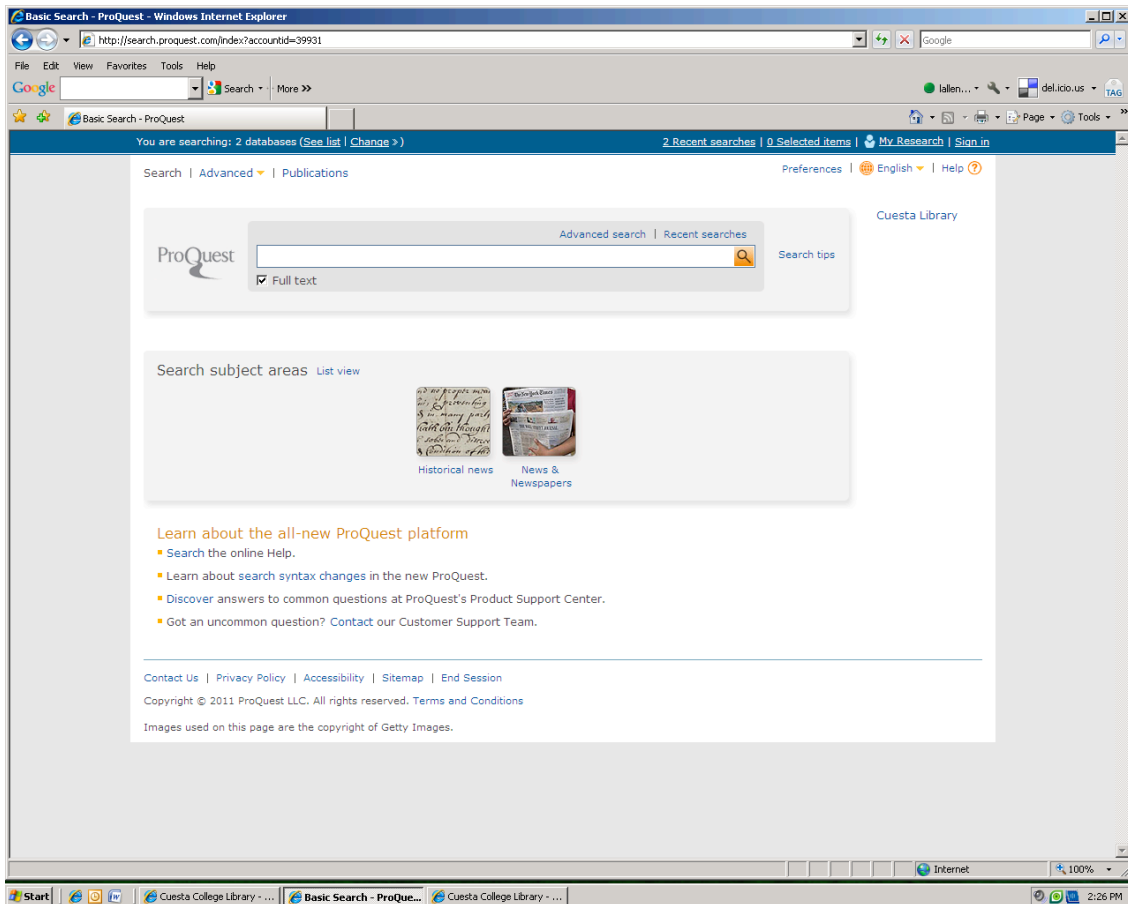 Basic Search - ProQuest - Windows Internet Explorer
http://search.proquest.com/index?accountid=39931
Google
File Edit View Favorites Tools Help
Google Search More >>
lallen... del.icio.us TAG
Basic Search - ProQuest
Page Tools
You are searching: 2 databases (See list | Change >)
2 Recent searches | 0 Selected items | My Research | Sign in
Search | Advanced | Publications
Preferences | English | Help ?
Cuesta Library
Advanced search | Recent searches
ProQuest
Search tips
Full text
Search subject areas List view
The New York Times
Historical news
News &
Newspapers
Learn about the all-new ProQuest platform
Search the online Help.
Learn about search syntax changes in the new ProQuest.
Discover answers to common questions at ProQuest's Product Support Center.
Got an uncommon question? Contact our Customer Support Team.
Contact Us | Privacy Policy | Accessibility | Sitemap | End Session
Copyright © 2011 ProQuest LLC. All rights reserved. Terms and Conditions
Images used on this page are the copyright of Getty Images.
Internet
100%
Start
Cuesta College Library - ...
Basic Search - ProQue...
Cuesta College Library - ...
2:26 PM